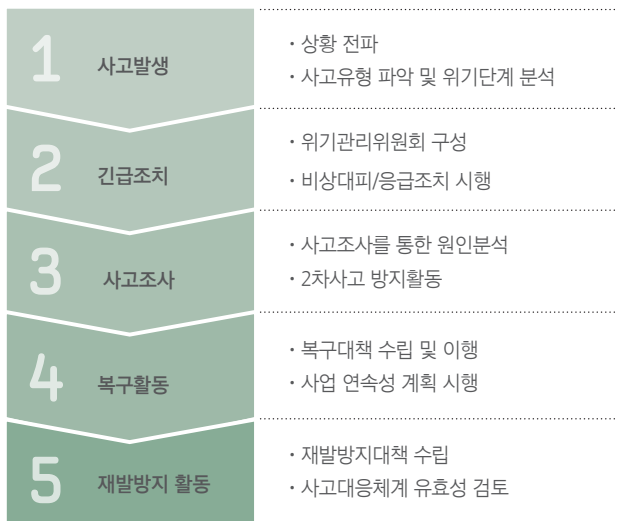 1 사고발생
· 상황 전파
· 사고유형 파악 및 위기단계 분석
2 긴급조치
· 위기관리위원회 구성
· 비상대피/응급조치 시행
3 사고조사
· 사고조사를 통한 원인분석
· 2차사고 방지활동
4 복구활동
· 복구대책 수립 및 이행
· 사업 연속성 계획 시행
5 재발방지 활동
· 재발방지대책 수립
· 사고대응체계 유효성 검토